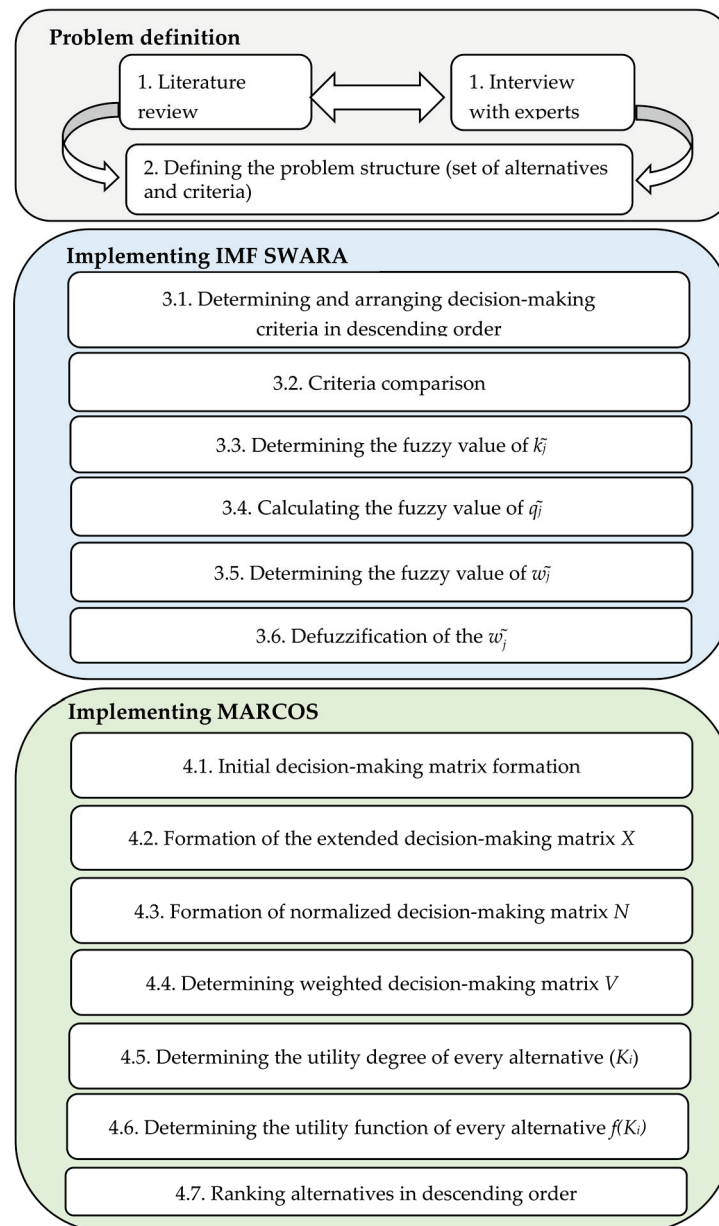 Problem definition
1. Literature
review
1. Interview
with experts
2. Defining the problem structure (set of alternatives
and criteria)
Implementing IMF SWARA
3.1. Determining and arranging decision-making
criteria in descending order
3.2. Criteria comparison
3.3. Determining the fuzzy value of k̃ⱼ
3.4. Calculating the fuzzy value of q̃ⱼ
3.5. Determining the fuzzy value of w̃ⱼ
3.6. Defuzzification of the w̃ⱼ
Implementing MARCOS
4.1. Initial decision-making matrix formation
4.2. Formation of the extended decision-making matrix X
4.3. Formation of normalized decision-making matrix N
4.4. Determining weighted decision-making matrix V
4.5. Determining the utility degree of every alternative (Kᵢ)
4.6. Determining the utility function of every alternative f(Kᵢ)
4.7. Ranking alternatives in descending order